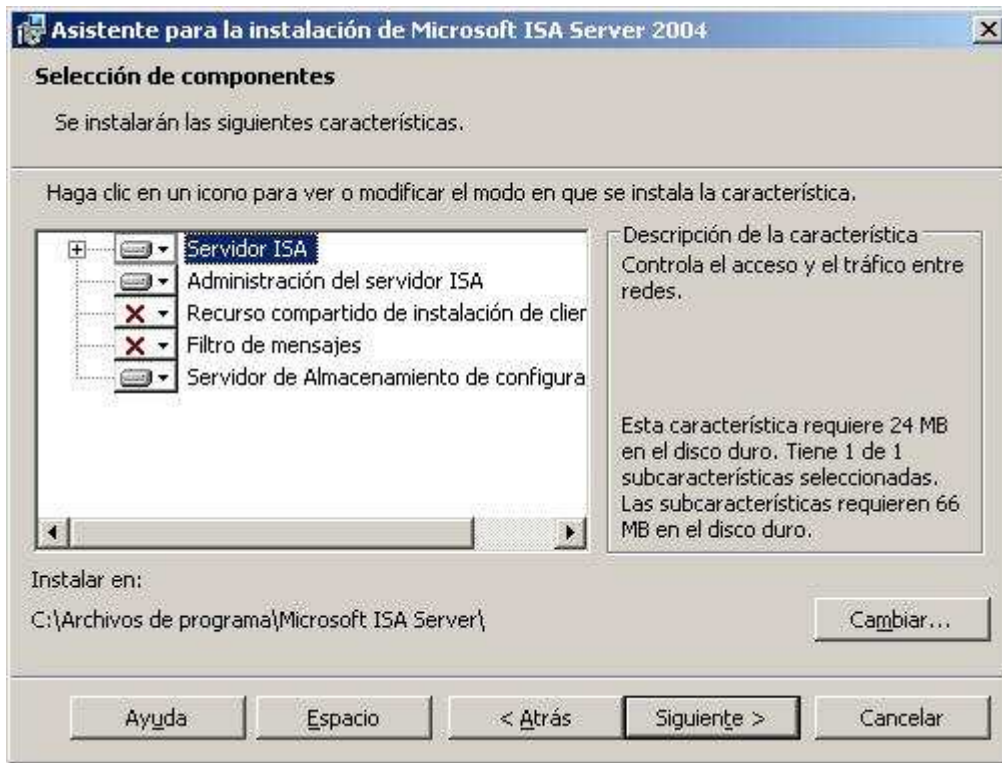 Asistente para la instalación de Microsoft ISA Server 2004
Selección de componentes
Se instalarán las siguientes características.
Haga clic en un icono para ver o modificar el modo en que se instala la característica.
Servidor ISA
Administración del servidor ISA
Recurso compartido de instalación de clier
Filtro de mensajes
Servidor de Almacenamiento de configura
Descripción de la característica
Controla el acceso y el tráfico entre
redes.
Esta característica requiere 24 MB
en el disco duro. Tiene 1 de 1
subcaracterísticas seleccionadas.
Las subcaracterísticas requieren 66
MB en el disco duro.
Instalar en:
C:\Archivos de programa\Microsoft ISA Server\
Cambiar...
Ayuda
Espacio
< Atrás
Siguiente >
Cancelar